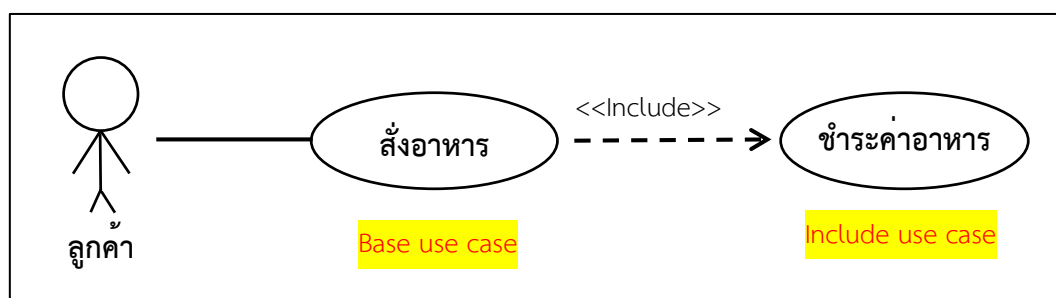 <<Include>>
สั่งอาหาร
ชำระค่าอาหาร
ลูกค้า
Base use case
Include use case